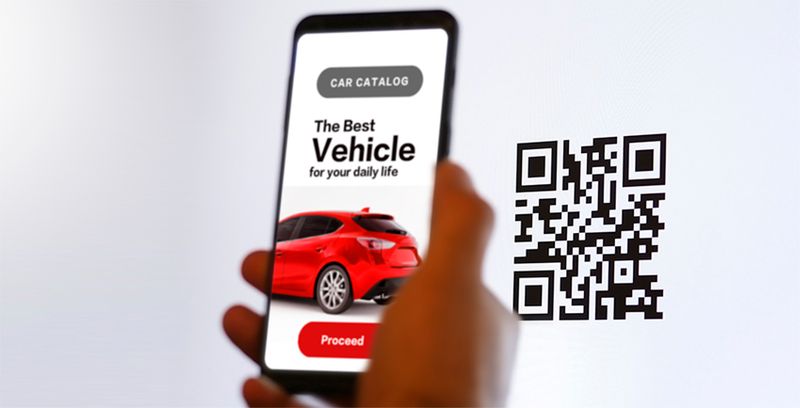 CAR CATALOG
The Best
Vehicle
for your daily life
Proceed